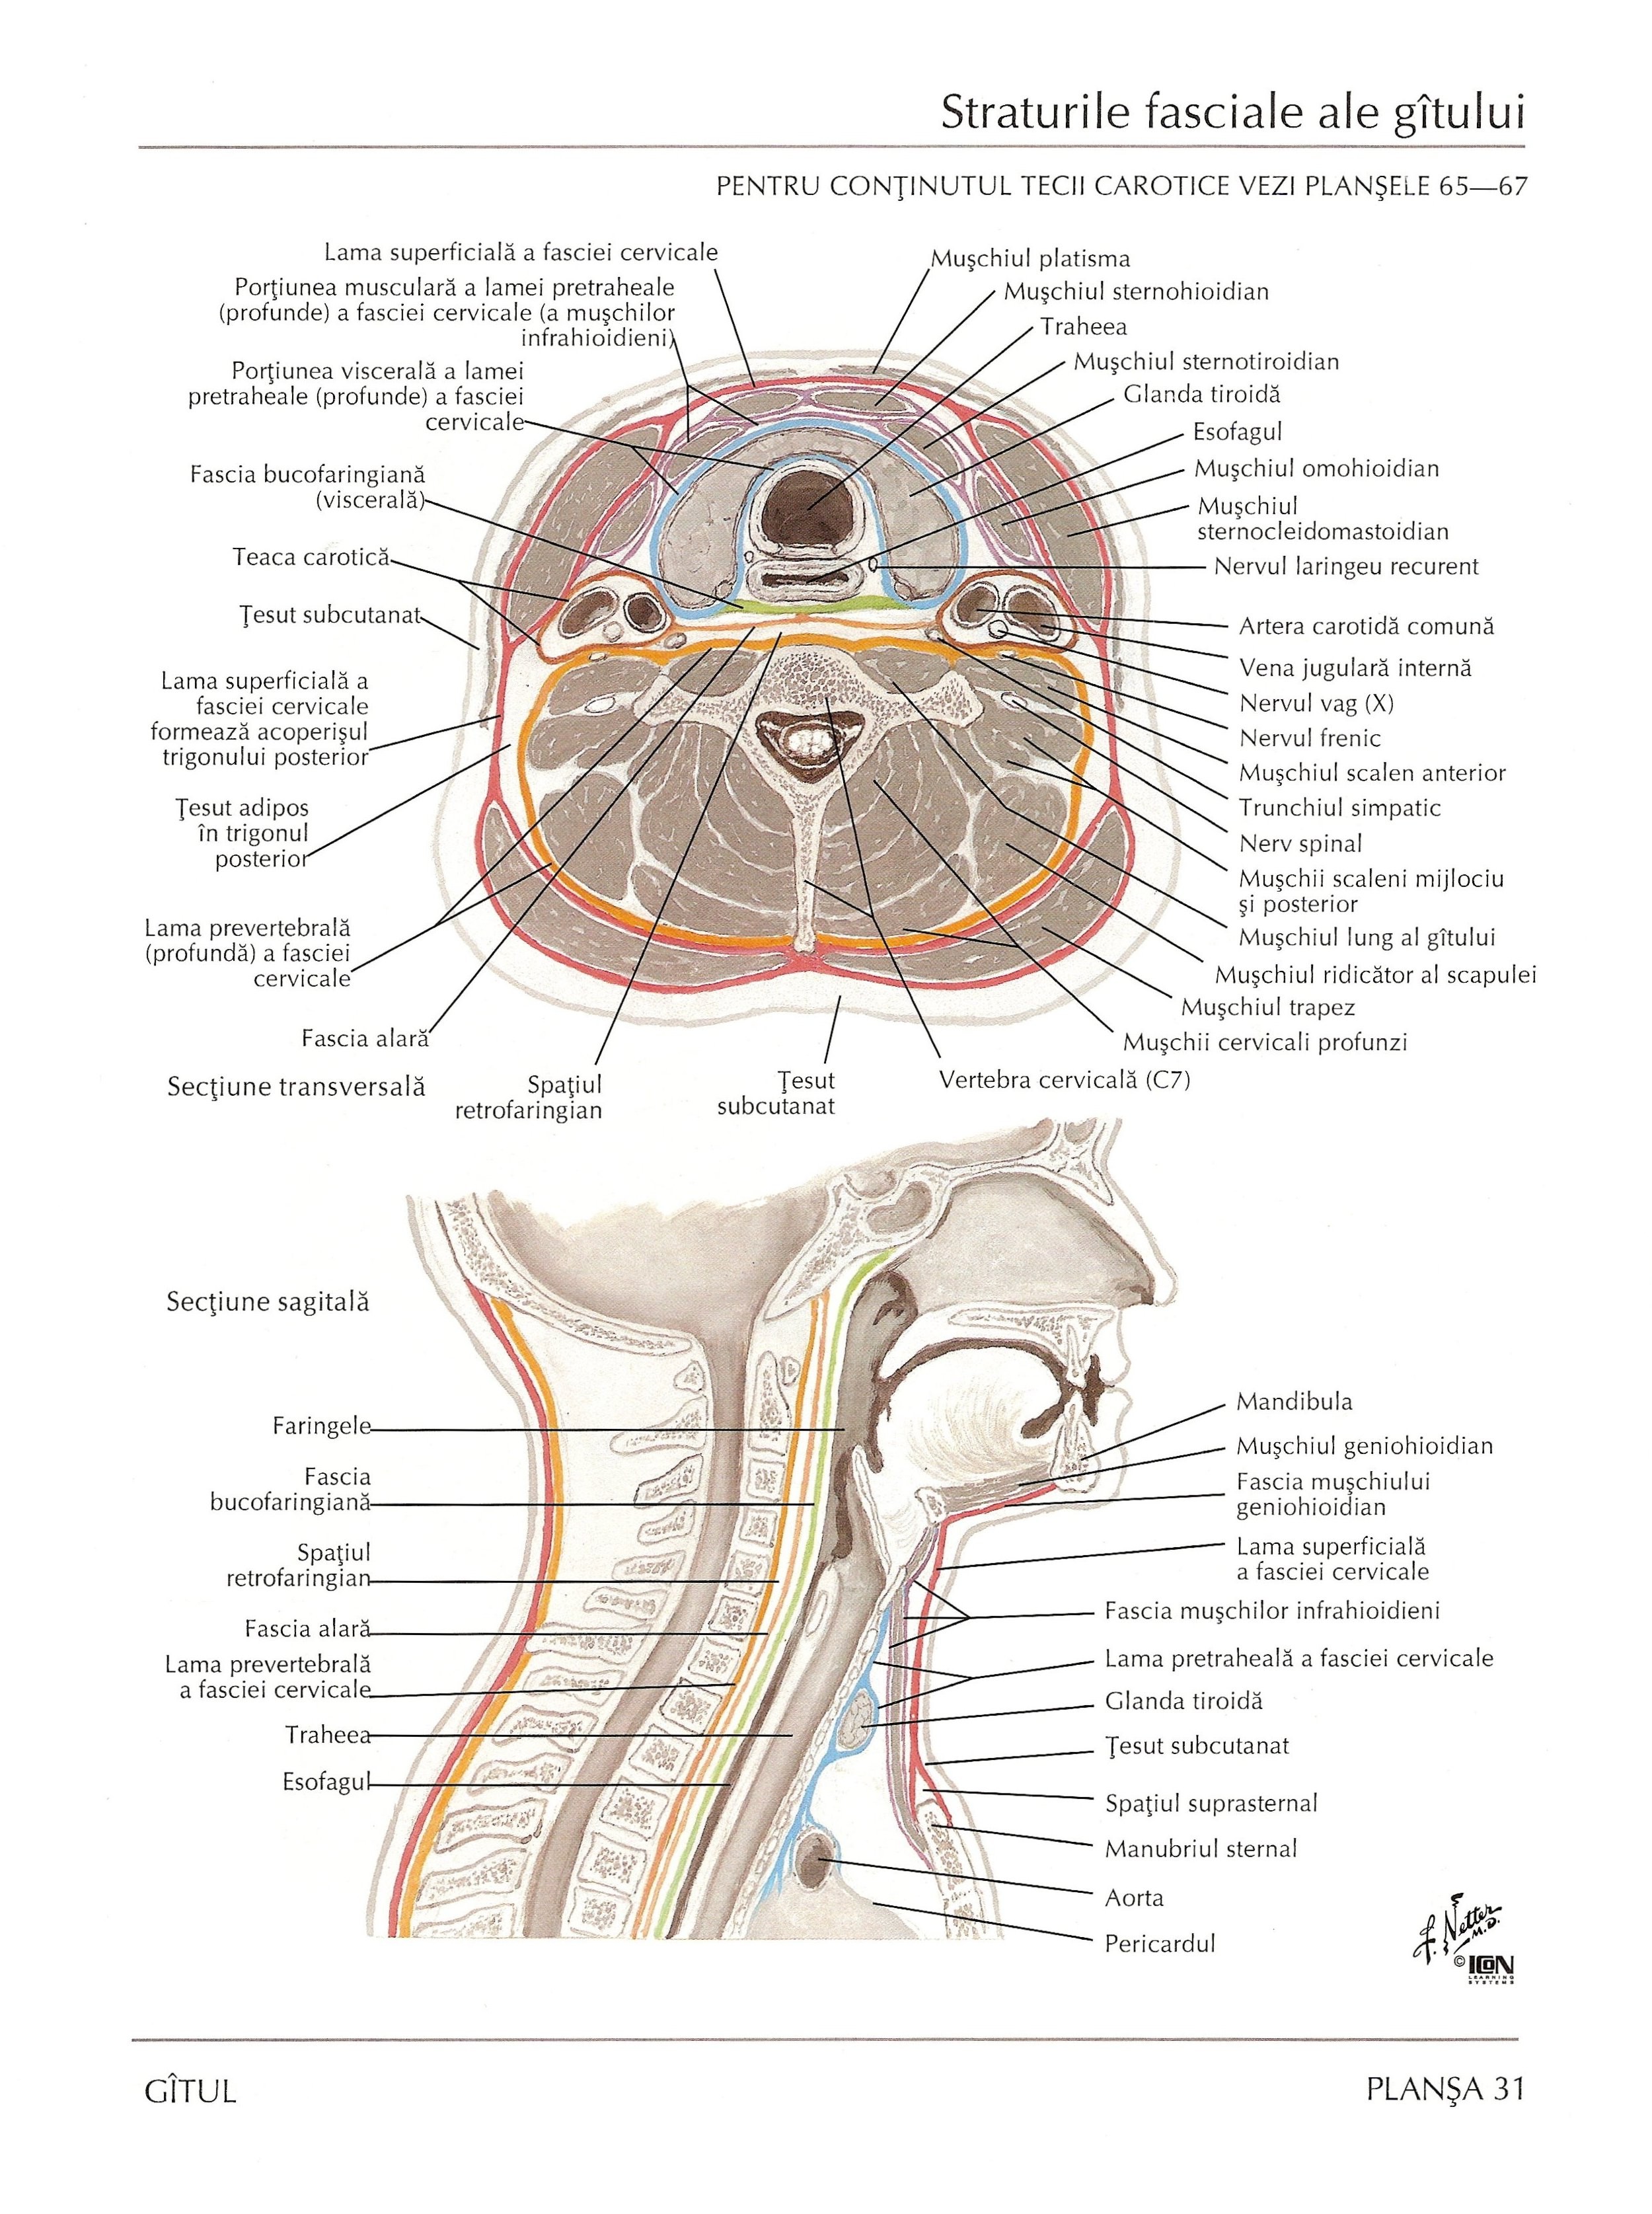 Straturile fasciale ale gîtului
PENTRU CONŢINUTUL TECII CAROTICE VEZI PLANŞELE 65—67
Lama superficială a fasciei cervicale
Porţiunea musculară a lamei pretraheale
(profunde) a fasciei cervicale (a muşchilor
infrahioidieni)
Porţiunea viscerală a lamei
pretraheale (profunde) a fasciei
cervicale
Fascia bucofaringiană
(viscerală)
Teaca carotică
Ţesut subcutanat
Lama superficială a
fasciei cervicale
formează acoperişul
trigonului posterior
Ţesut adipos
în trigonul
posterior
Lama prevertebrală
(profundă) a fasciei
cervicale
Fascia alară
Secţiune transversală
Spaţiul
retrofaringian
Ţesut
subcutanat
Muşchiul platisma
Muşchiul sternohioidian
Traheea
Muşchiul sternotiroidian
Glanda tiroidă
Esofagul
Muşchiul omohioidian
Muşchiul
sternocleidomastoidian
Nervul laringeu recurent
Artera carotidă comună
Vena jugulară internă
Nervul vag (X)
Nervul frenic
Muşchiul scalen anterior
Trunchiul simpatic
Nerv spinal
Muşchii scaleni mijlociu
şi posterior
Muşchiul lung al gîtului
Muşchiul ridicător al scapulei
Muşchiul trapez
Muşchii cervicali profunzi
Vertebra cervicală (C7)
Secţiune sagitală
Faringele
Fascia
bucofaringiană
Spaţiul
retrofaringian
Fascia alară
Lama prevertebrală
a fasciei cervicale
Traheea
Esofagul
Mandibula
Muşchiul geniohioidian
Fascia muşchiului
geniohioidian
Lama superficială
a fasciei cervicale
Fascia muşchilor infrahioidieni
Lama pretraheală a fasciei cervicale
Glanda tiroidă
Ţesut subcutanat
Spaţiul suprasternal
Manubriul sternal
Aorta
Pericardul
F. Netter
M.D.
© ICON
LEARNING
SYSTEMS
GÎTUL
PLANŞA 31